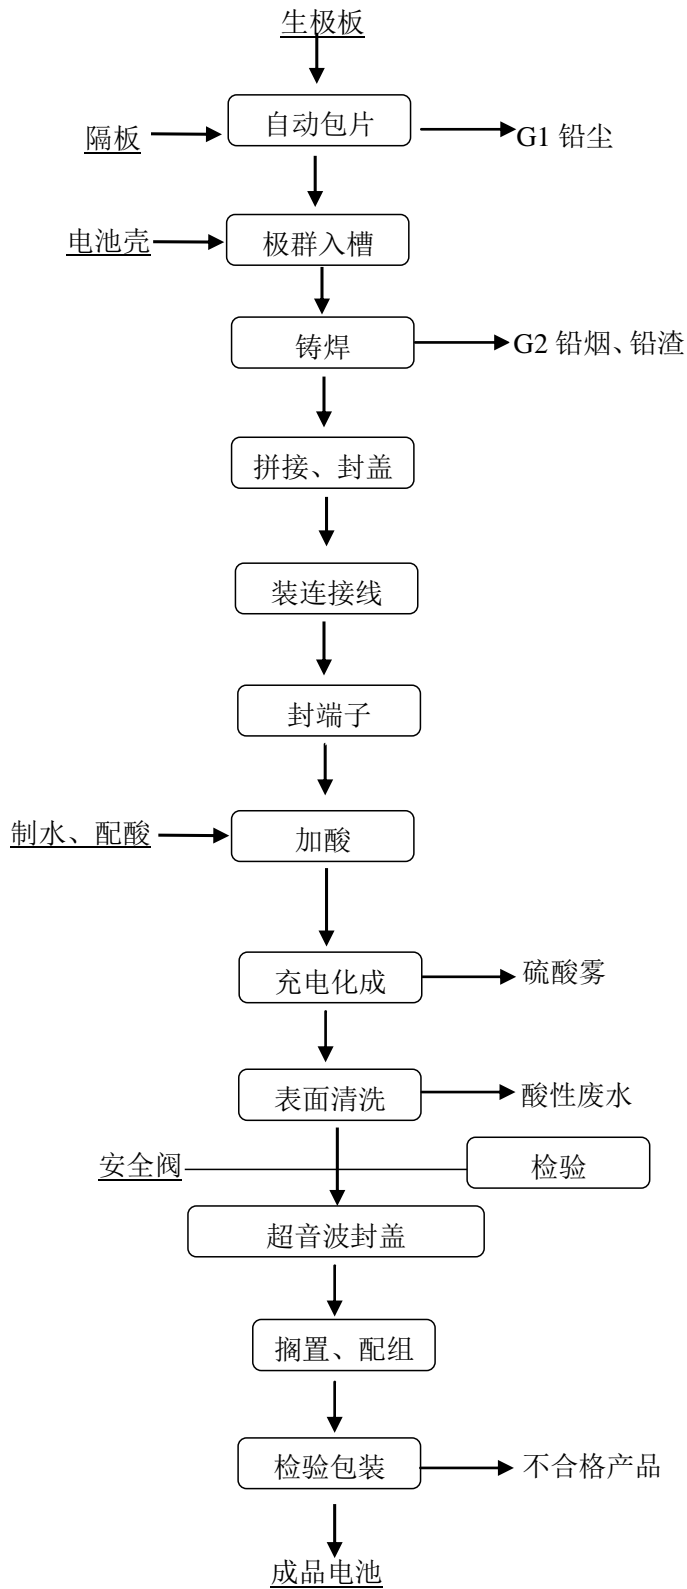 生极板
自动包片
隔板
G1 铅尘
电池壳
极群入槽
铸焊
G2 铅烟、铅渣
拼接、封盖
装连接线
封端子
制水、配酸
加酸
充电化成
硫酸雾
表面清洗
酸性废水
安全阀
检验
超音波封盖
搁置、配组
检验包装
不合格产品
成品电池